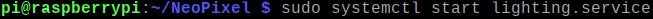 pi@raspberrypi:~/NeoPixel $ sudo systemctl start lighting.service